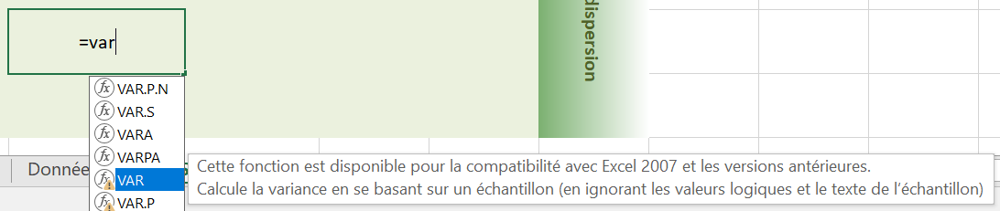 =var
dispersion
VAR.P.N
VAR.S
VARA
VARPA
VAR
VAR.P
Donnée
Cette fonction est disponible pour la compatibilité avec Excel 2007 et les versions antérieures.
Calcule la variance en se basant sur un échantillon (en ignorant les valeurs logiques et le texte de l'échantillon)